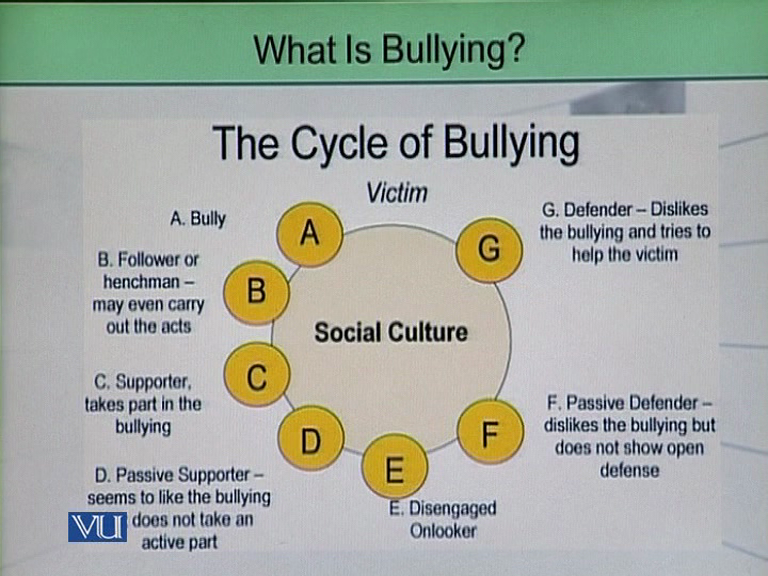 What Is Bullying?
The Cycle of Bullying
Victim
A. Bully
A
G
G. Defender – Dislikes
the bullying and tries to
help the victim
B. Follower or
henchman –
may even carry
out the acts
B
Social Culture
C
C. Supporter,
takes part in the
bullying
D
E
F
F. Passive Defender –
dislikes the bullying but
does not show open
defense
D. Passive Supporter –
seems to like the bullying
does not take an
active part
E. Disengaged
Onlooker
VU